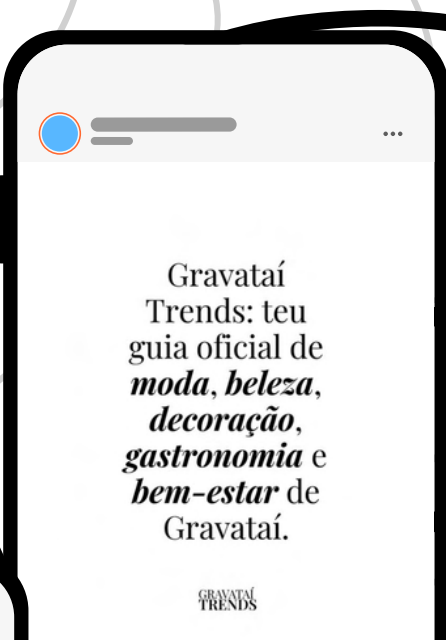 Gravataí
Trends: teu
guia oficial de
moda, beleza,
decoração,
gastronomia e
bem-estar de
Gravataí.
GRAVATAÍ
TRENDS